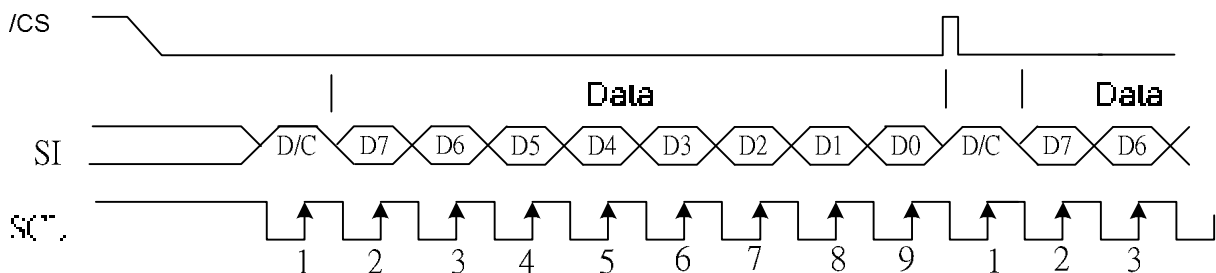 /CS
Data Data
SI D/C D7 D6 D5 D4 D3 D2 D1 D0 D/C D7 D6
1 2 3 4 5 6 7 8 9 1 2 3